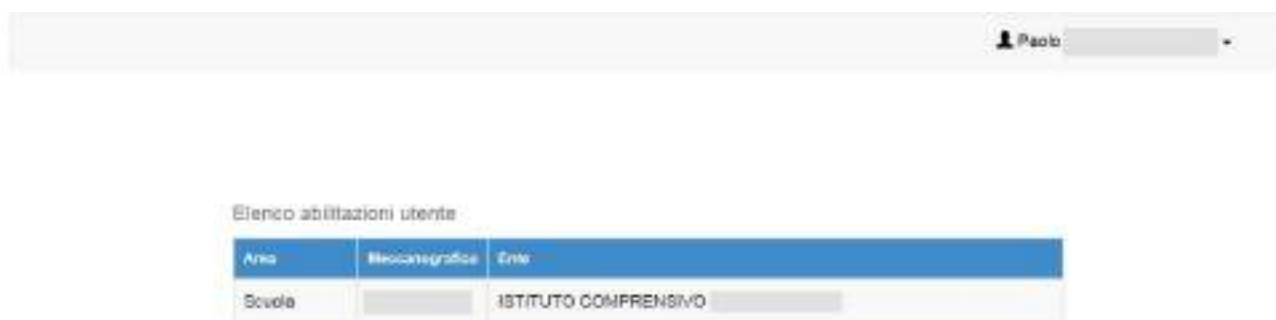 Paolo
Elenco abilitazioni utente
Area Meccanografico Ente
Scuola ISTITUTO COMPRENSIVO